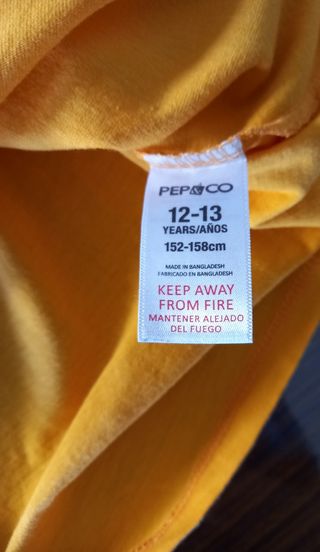 PEP&CO
12-13
YEARS/AÑOS
152-158cm
MADE IN BANGLADESH
FABRICADO EN BANGLADESH
KEEP AWAY
FROM FIRE
MANTENER ALEJADO
DEL FUEGO